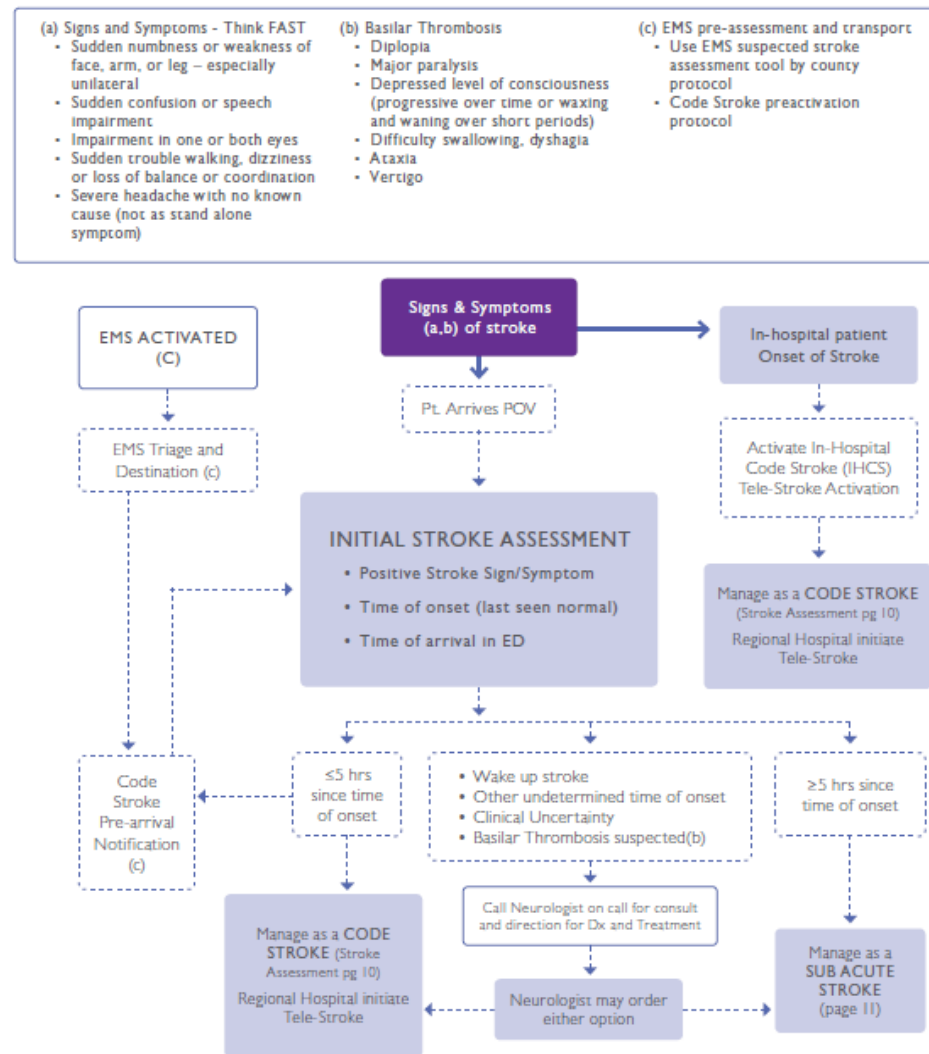 (a) Signs and Symptoms - Think FAST
• Sudden numbness or weakness of
face, arm, or leg – especially
unilateral
• Sudden confusion or speech
impairment
• Impairment in one or both eyes
• Sudden trouble walking, dizziness
or loss of balance or coordination
• Severe headache with no known
cause (not as stand alone
symptom)
(b) Basilar Thrombosis
• Diplopia
• Major paralysis
• Depressed level of consciousness
(progressive over time or waxing
and waning over short periods)
• Difficulty swallowing, dyshagia
• Ataxia
• Vertigo
(c) EMS pre-assessment and transport
• Use EMS suspected stroke
assessment tool by county
protocol
• Code Stroke preactivation
protocol
Signs & Symptoms
(a,b) of stroke
EMS ACTIVATED
(C)
In-hospital patient
Onset of Stroke
Pt. Arrives POV
EMS Triage and
Destination (c)
Activate In-Hospital
Code Stroke (IHCS)
Tele-Stroke Activation
INITIAL STROKE ASSESSMENT
• Positive Stroke Sign/Symptom
• Time of onset (last seen normal)
• Time of arrival in ED
Manage as a CODE STROKE
(Stroke Assessment pg 10)
Regional Hospital initiate
Tele-Stroke
Code
Stroke
Pre-arrival
Notification
(c)
≤5 hrs
since time
of onset
• Wake up stroke
• Other undetermined time of onset
• Clinical Uncertainty
• Basilar Thrombosis suspected(b)
≥5 hrs since
time of onset
Call Neurologist on call for consult
and direction for Dx and Treatment
Manage as a CODE
STROKE (Stroke
Assessment pg 10)
Regional Hospital initiate
Tele-Stroke
Neurologist may order
either option
Manage as a
SUB ACUTE
STROKE
(page 11)